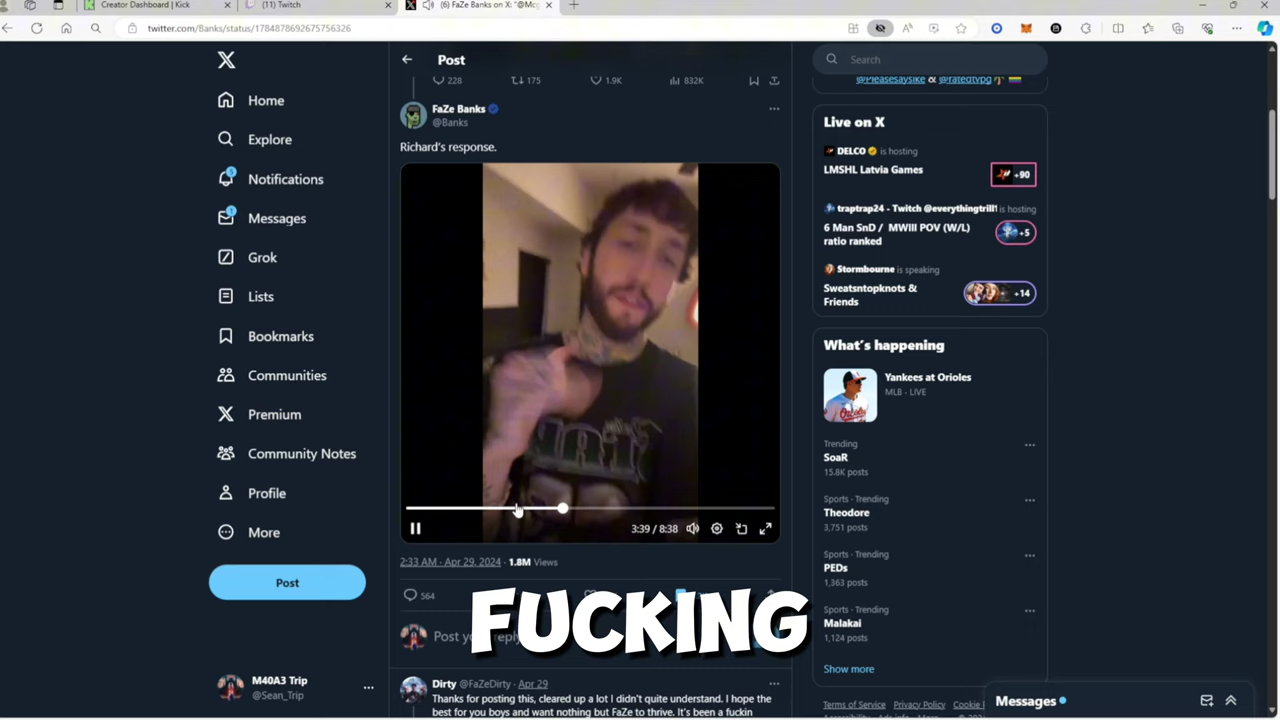 Creator Dashboard | Kick
(11) Twitch
(6) FaZe Banks on X: "@Mcg
twitter.com/Banks/status/1784878692675756326
Home
Explore
Notifications
Messages
Grok
Lists
Bookmarks
Communities
Premium
Community Notes
Profile
More
Post
M40A3 Trip
@Sean_Trip
Post
228
175
1.9K
832K
FaZe Banks
@Banks
Richard's response.
3:39 / 8:38
2:33 AM · Apr 29, 2024 · 1.8M Views
564
FUCKING
Post
reply
Dirty @FaZeDirty · Apr 29
Thanks for posting this, cleared up a lot I didn't quite understand. I hope the
best for you boys and want nothing but FaZe to thrive. It's been a fuckin
Search
@Pleasesaysike & @ratedtvpg
Live on X
DELCO is hosting
LMSHL Latvia Games
+90
traptrap24 - Twitch @everythingtrill1 is hosting
6 Man SnD / MWIII POV (W/L)
ratio ranked
+5
Stormbourne is speaking
Sweatsntopknots &
Friends
+14
What's happening
Yankees at Orioles
MLB · LIVE
Trending
SoaR
15.8K posts
Sports · Trending
Theodore
3,751 posts
Sports · Trending
PEDs
1,363 posts
Sports · Trending
Malakai
1,124 posts
Show more
Terms of Service Privacy Policy
Messages